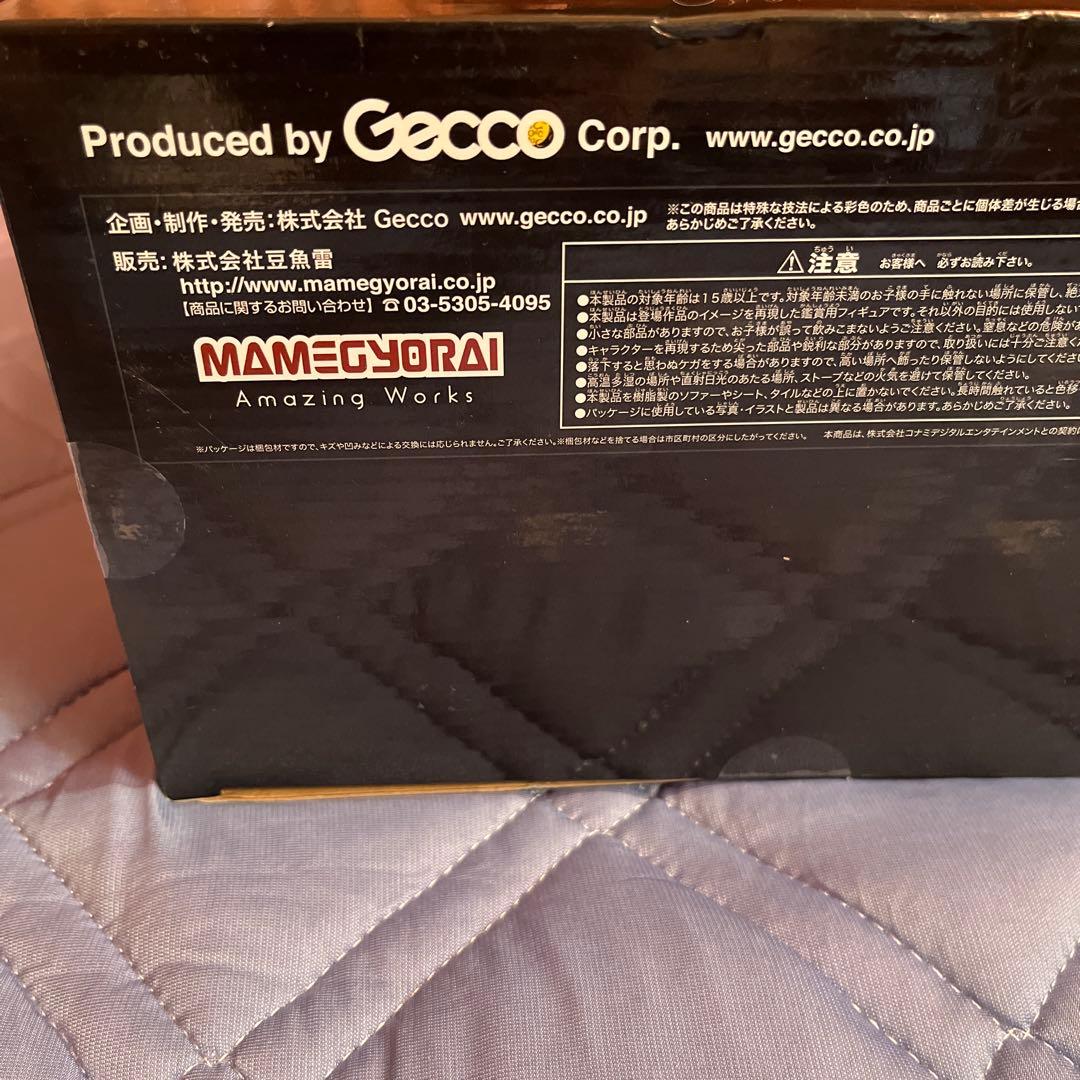 Produced by Gecco Corp. www.gecco.co.jp
企画・制作・発売：株式会社 Gecco www.gecco.co.jp
※この商品は特殊な技法による彩色のため、商品ごとに個体差が生じる場合
あらかじめご了承ください。
販売：株式会社豆魚雷
http://www.mamegyorai.co.jp
【商品に関するお問い合わせ】☎03-5305-4095
MAMEGYORAI
Amazing Works
⚠注意 お客様へ 必ずお読み下さい。
●本製品の対象年齢は15歳以上です。対象年齢未満のお子様の手に触れない場所に保管し、絶
●本製品は登場作品のイメージを再現した鑑賞用フィギュアです。それ以外の目的には使用しない
●小さな部品がありますので、お子様が誤って飲みこまないようご注意ください。窒息などの危険があ
●キャラクターを再現するため尖った部品や鋭利な部分がありますので、取り扱いには十分ご注意く
●落下すると思わぬケガをする場合がありますので、高い場所へ飾ったり保管しないようにしてくださ
●高温多湿の場所や直射日光のあたる場所、ストーブなどの火気を避けて保管してください。
●本製品を樹脂製のソファーやシート、タイルなどの上に置かないでください。長時間触れていると色移
●パッケージに使用している写真・イラストと製品は異なる場合があります。あらかじめご了承ください。
※パッケージは梱包材ですので、キズや凹みなどによる交換には応じられません。ご了承ください。※梱包材などを捨てる場合は市区町村の区分にしたがってください。 本商品は、株式会社コナミデジタルエンタテインメントとの契約に